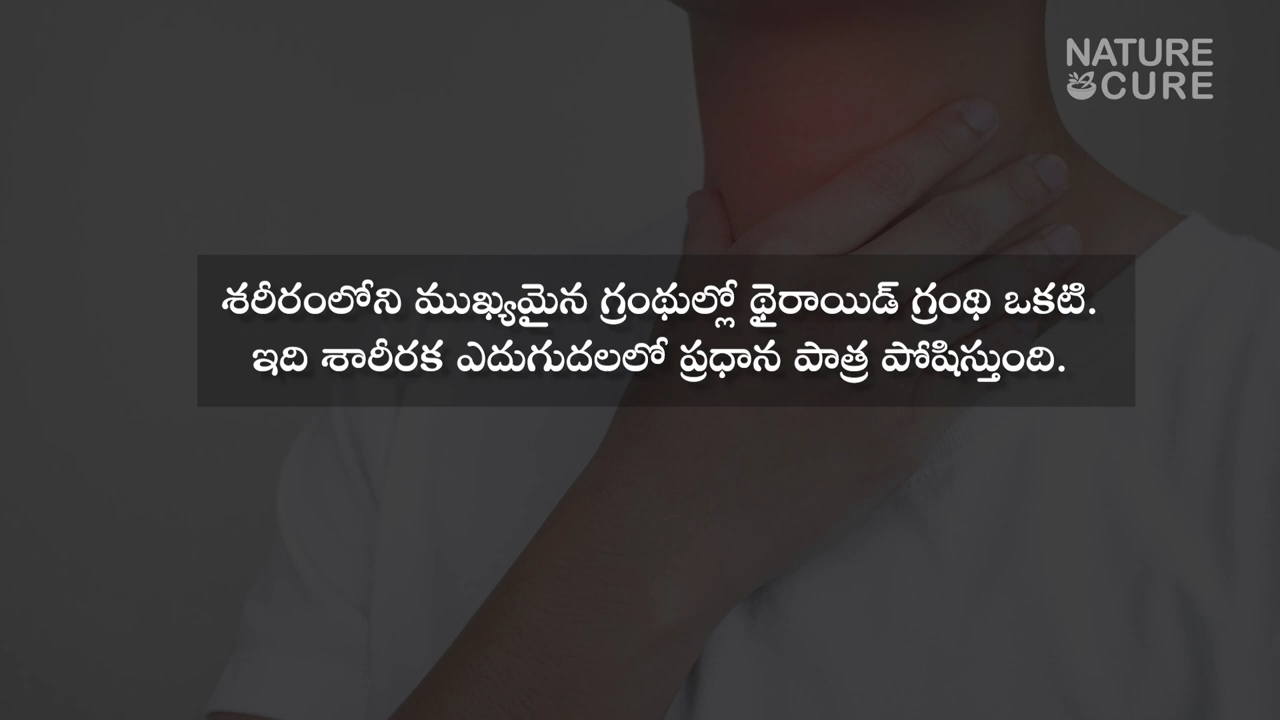 NATURE
CURE
శరీరంలోని ముఖ్యమైన గ్రంథుల్లో థైరాయిడ్ గ్రంథి ఒకటి.
ఇది శారీరక ఎదుగుదలలో ప్రధాన పాత్ర పోషిస్తుంది.